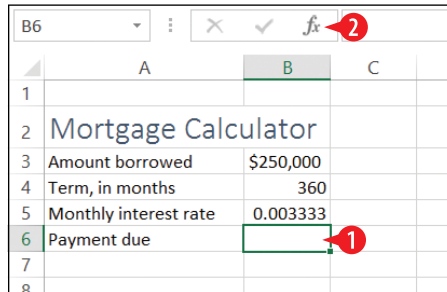 B6 fx 2
A B C
1
2 Mortgage Calculator
3 Amount borrowed $250,000
4 Term, in months 360
5 Monthly interest rate 0.003333
6 Payment due 1
7
8